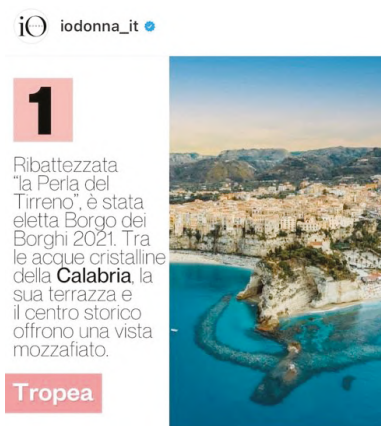 iO iodonna_it
1
Ribattezzata
"la Perla del
Tirreno", è stata
eletta Borgo dei
Borghi 2021. Tra
le acque cristalline
della Calabria, la
sua terrazza e
il centro storico
offrono una vista
mozzafiato.
Tropea